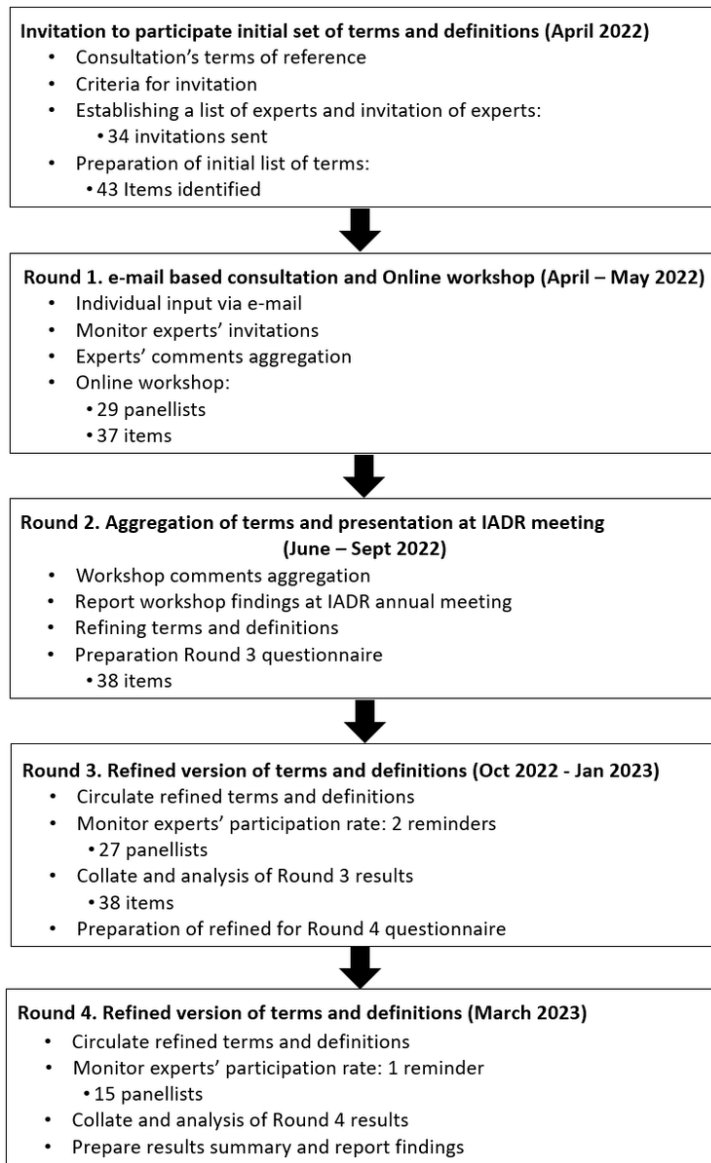 Invitation to participate initial set of terms and definitions (April 2022)
• Consultation's terms of reference
• Criteria for invitation
• Establishing a list of experts and invitation of experts:
• 34 invitations sent
• Preparation of initial list of terms:
• 43 Items identified
Round 1. e-mail based consultation and Online workshop (April – May 2022)
• Individual input via e-mail
• Monitor experts' invitations
• Experts' comments aggregation
• Online workshop:
• 29 panellists
• 37 items
Round 2. Aggregation of terms and presentation at IADR meeting
(June – Sept 2022)
• Workshop comments aggregation
• Report workshop findings at IADR annual meeting
• Refining terms and definitions
• Preparation Round 3 questionnaire
• 38 items
Round 3. Refined version of terms and definitions (Oct 2022 - Jan 2023)
• Circulate refined terms and definitions
• Monitor experts' participation rate: 2 reminders
• 27 panellists
• Collate and analysis of Round 3 results
• 38 items
• Preparation of refined for Round 4 questionnaire
Round 4. Refined version of terms and definitions (March 2023)
• Circulate refined terms and definitions
• Monitor experts' participation rate: 1 reminder
• 15 panellists
• Collate and analysis of Round 4 results
• Prepare results summary and report findings